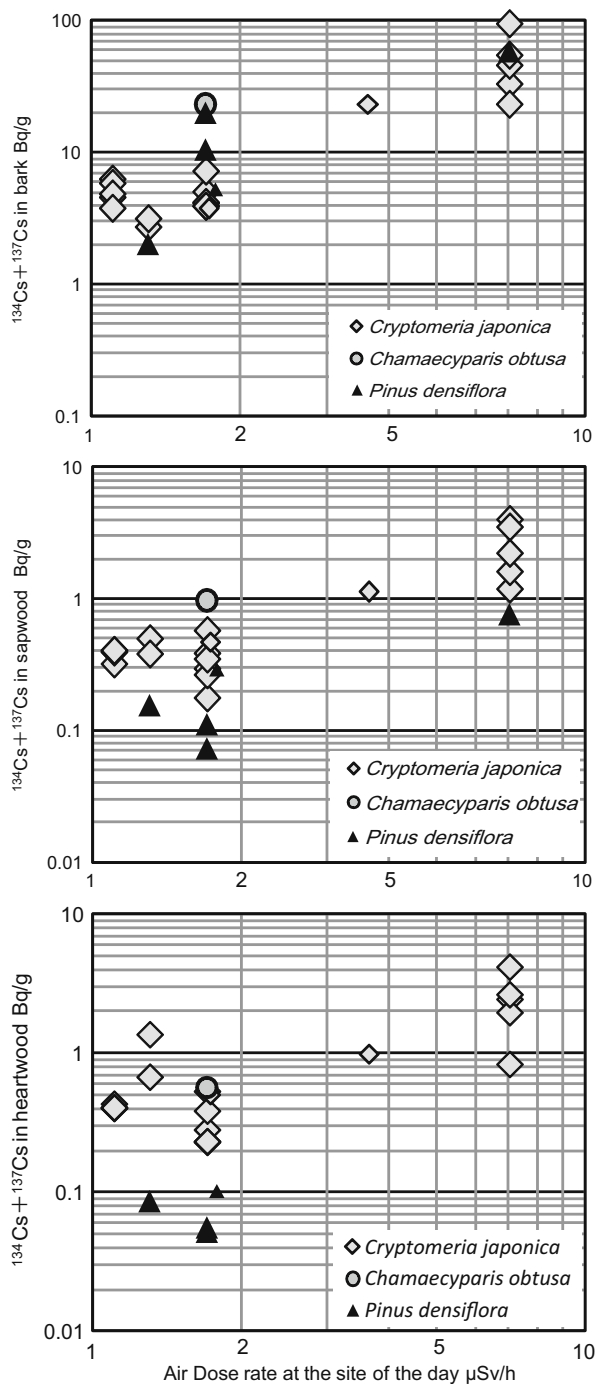 100
10
1
0.1
¹³⁴Cs+¹³⁷Cs in bark Bq/g
Cryptomeria japonica
Chamaecyparis obtusa
Pinus densiflora
1 2 5 10
10
1
0.1
0.01
¹³⁴Cs+¹³⁷Cs in sapwood Bq/g
Cryptomeria japonica
Chamaecyparis obtusa
Pinus densiflora
1 2 5 10
10
1
0.1
0.01
¹³⁴Cs+¹³⁷Cs in heartwood Bq/g
Cryptomeria japonica
Chamaecyparis obtusa
Pinus densiflora
1 2 5 10
Air Dose rate at the site of the day μSv/h